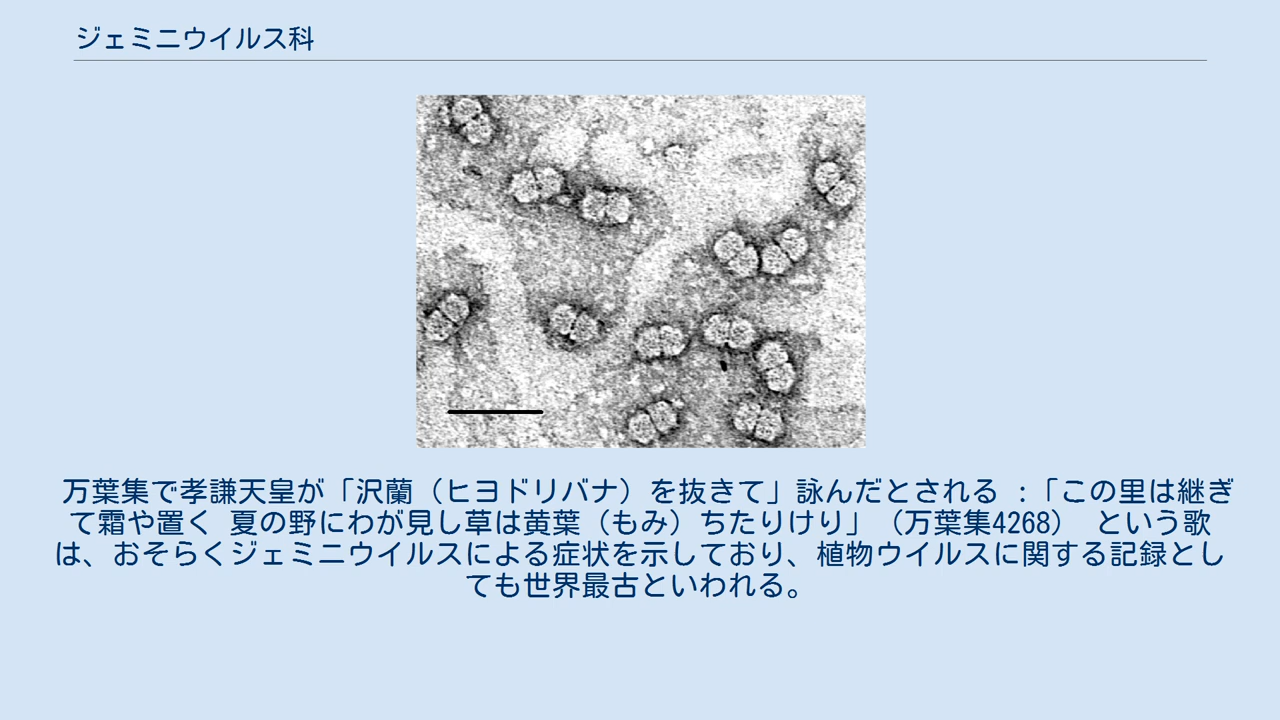 ジェミニウイルス科
万葉集で孝謙天皇が「沢蘭（ヒヨドリバナ）を抜きて」詠んだとされる ：「この里は継ぎ
て霜や置く 夏の野にわが見し草は黄葉（もみ）ちたりけり」（万葉集4268） という歌
は、おそらくジェミニウイルスによる症状を示しており、植物ウイルスに関する記録とし
ても世界最古といわれる。